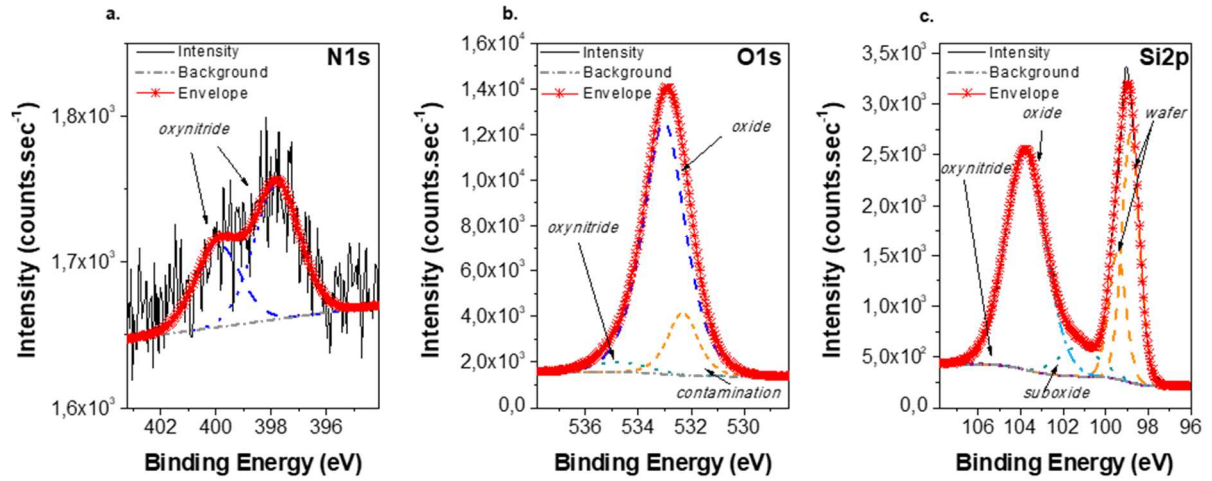 a.
Intensity
Background
Envelope
N1s
oxynitride
1,8x10³
1,7x10³
1,6x10³
402 400 398 396
Intensity (counts.sec⁻¹)
Binding Energy (eV)
b.
Intensity
Background
Envelope
O1s
oxide
oxynitride
contamination
1,6x10⁴
1,4x10⁴
1,2x10⁴
1,0x10⁴
8,0x10³
6,0x10³
4,0x10³
2,0x10³
0,0
536 534 532 530
Intensity (counts.sec⁻¹)
Binding Energy (eV)
c.
Intensity
Background
Envelope
Si2p
oxide
wafer
oxynitride
suboxide
3,5x10³
3,0x10³
2,5x10³
2,0x10³
1,5x10³
1,0x10³
5,0x10²
0,0
106 104 102 100 98 96
Intensity (counts.sec⁻¹)
Binding Energy (eV)